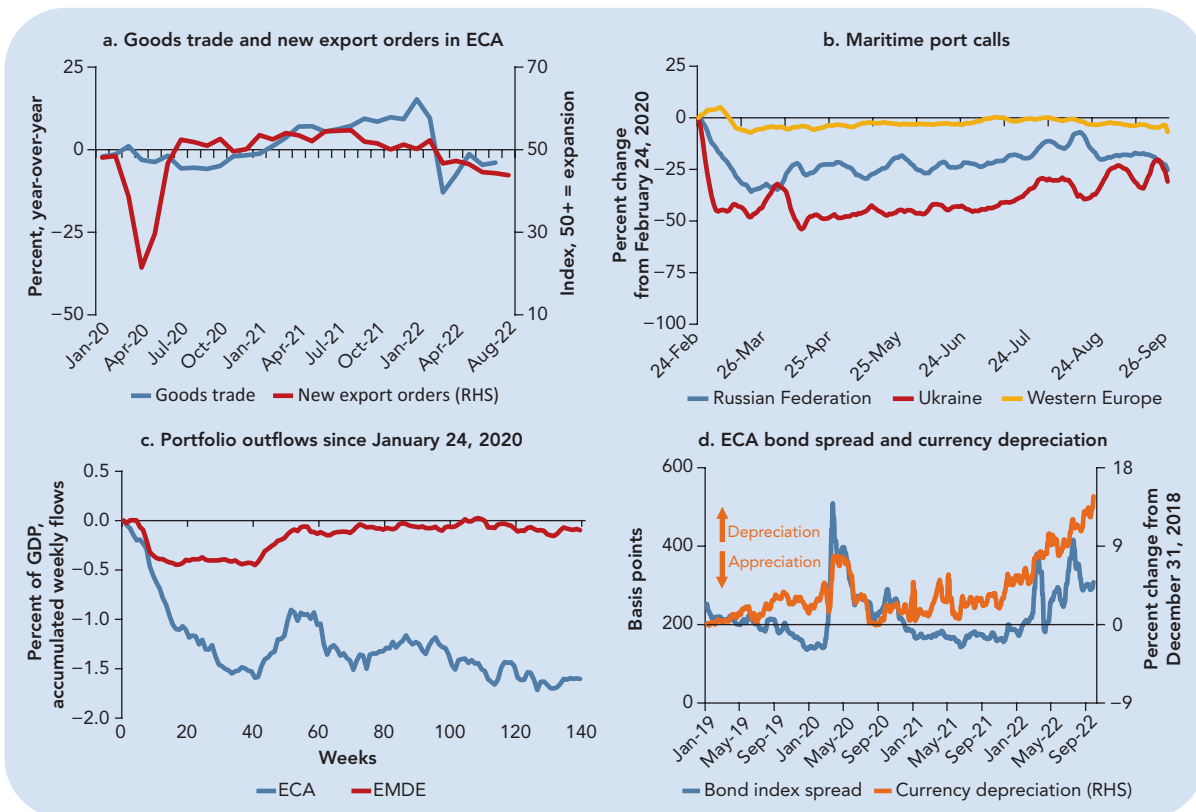 a. Goods trade and new export orders in ECA
Percent, year-over-year
25
0
−25
−50
70
50
30
10
Index, 50+ = expansion
Jan-20
Apr-20
Jul-20
Oct-20
Jan-21
Apr-21
Jul-21
Oct-21
Jan-22
Apr-22
Aug-22
Goods trade
New export orders (RHS)
b. Maritime port calls
Percent change
from February 24, 2020
25
0
−25
−50
−75
−100
24-Feb
26-Mar
25-Apr
25-May
24-Jun
24-Jul
24-Aug
26-Sep
Russian Federation
Ukraine
Western Europe
c. Portfolio outflows since January 24, 2020
Percent of GDP,
accumulated weekly flows
0.5
0.0
−0.5
−1.0
−1.5
−2.0
0
20
40
60
80
100
120
140
Weeks
ECA
EMDE
d. ECA bond spread and currency depreciation
Basis points
600
400
200
0
Depreciation
Appreciation
18
9
0
−9
Percent change from
December 31, 2018
Jan-19
May-19
Sep-19
Jan-20
May-20
Sep-20
Jan-21
May-21
Sep-21
Jan-22
May-22
Sep-22
Bond index spread
Currency depreciation (RHS)